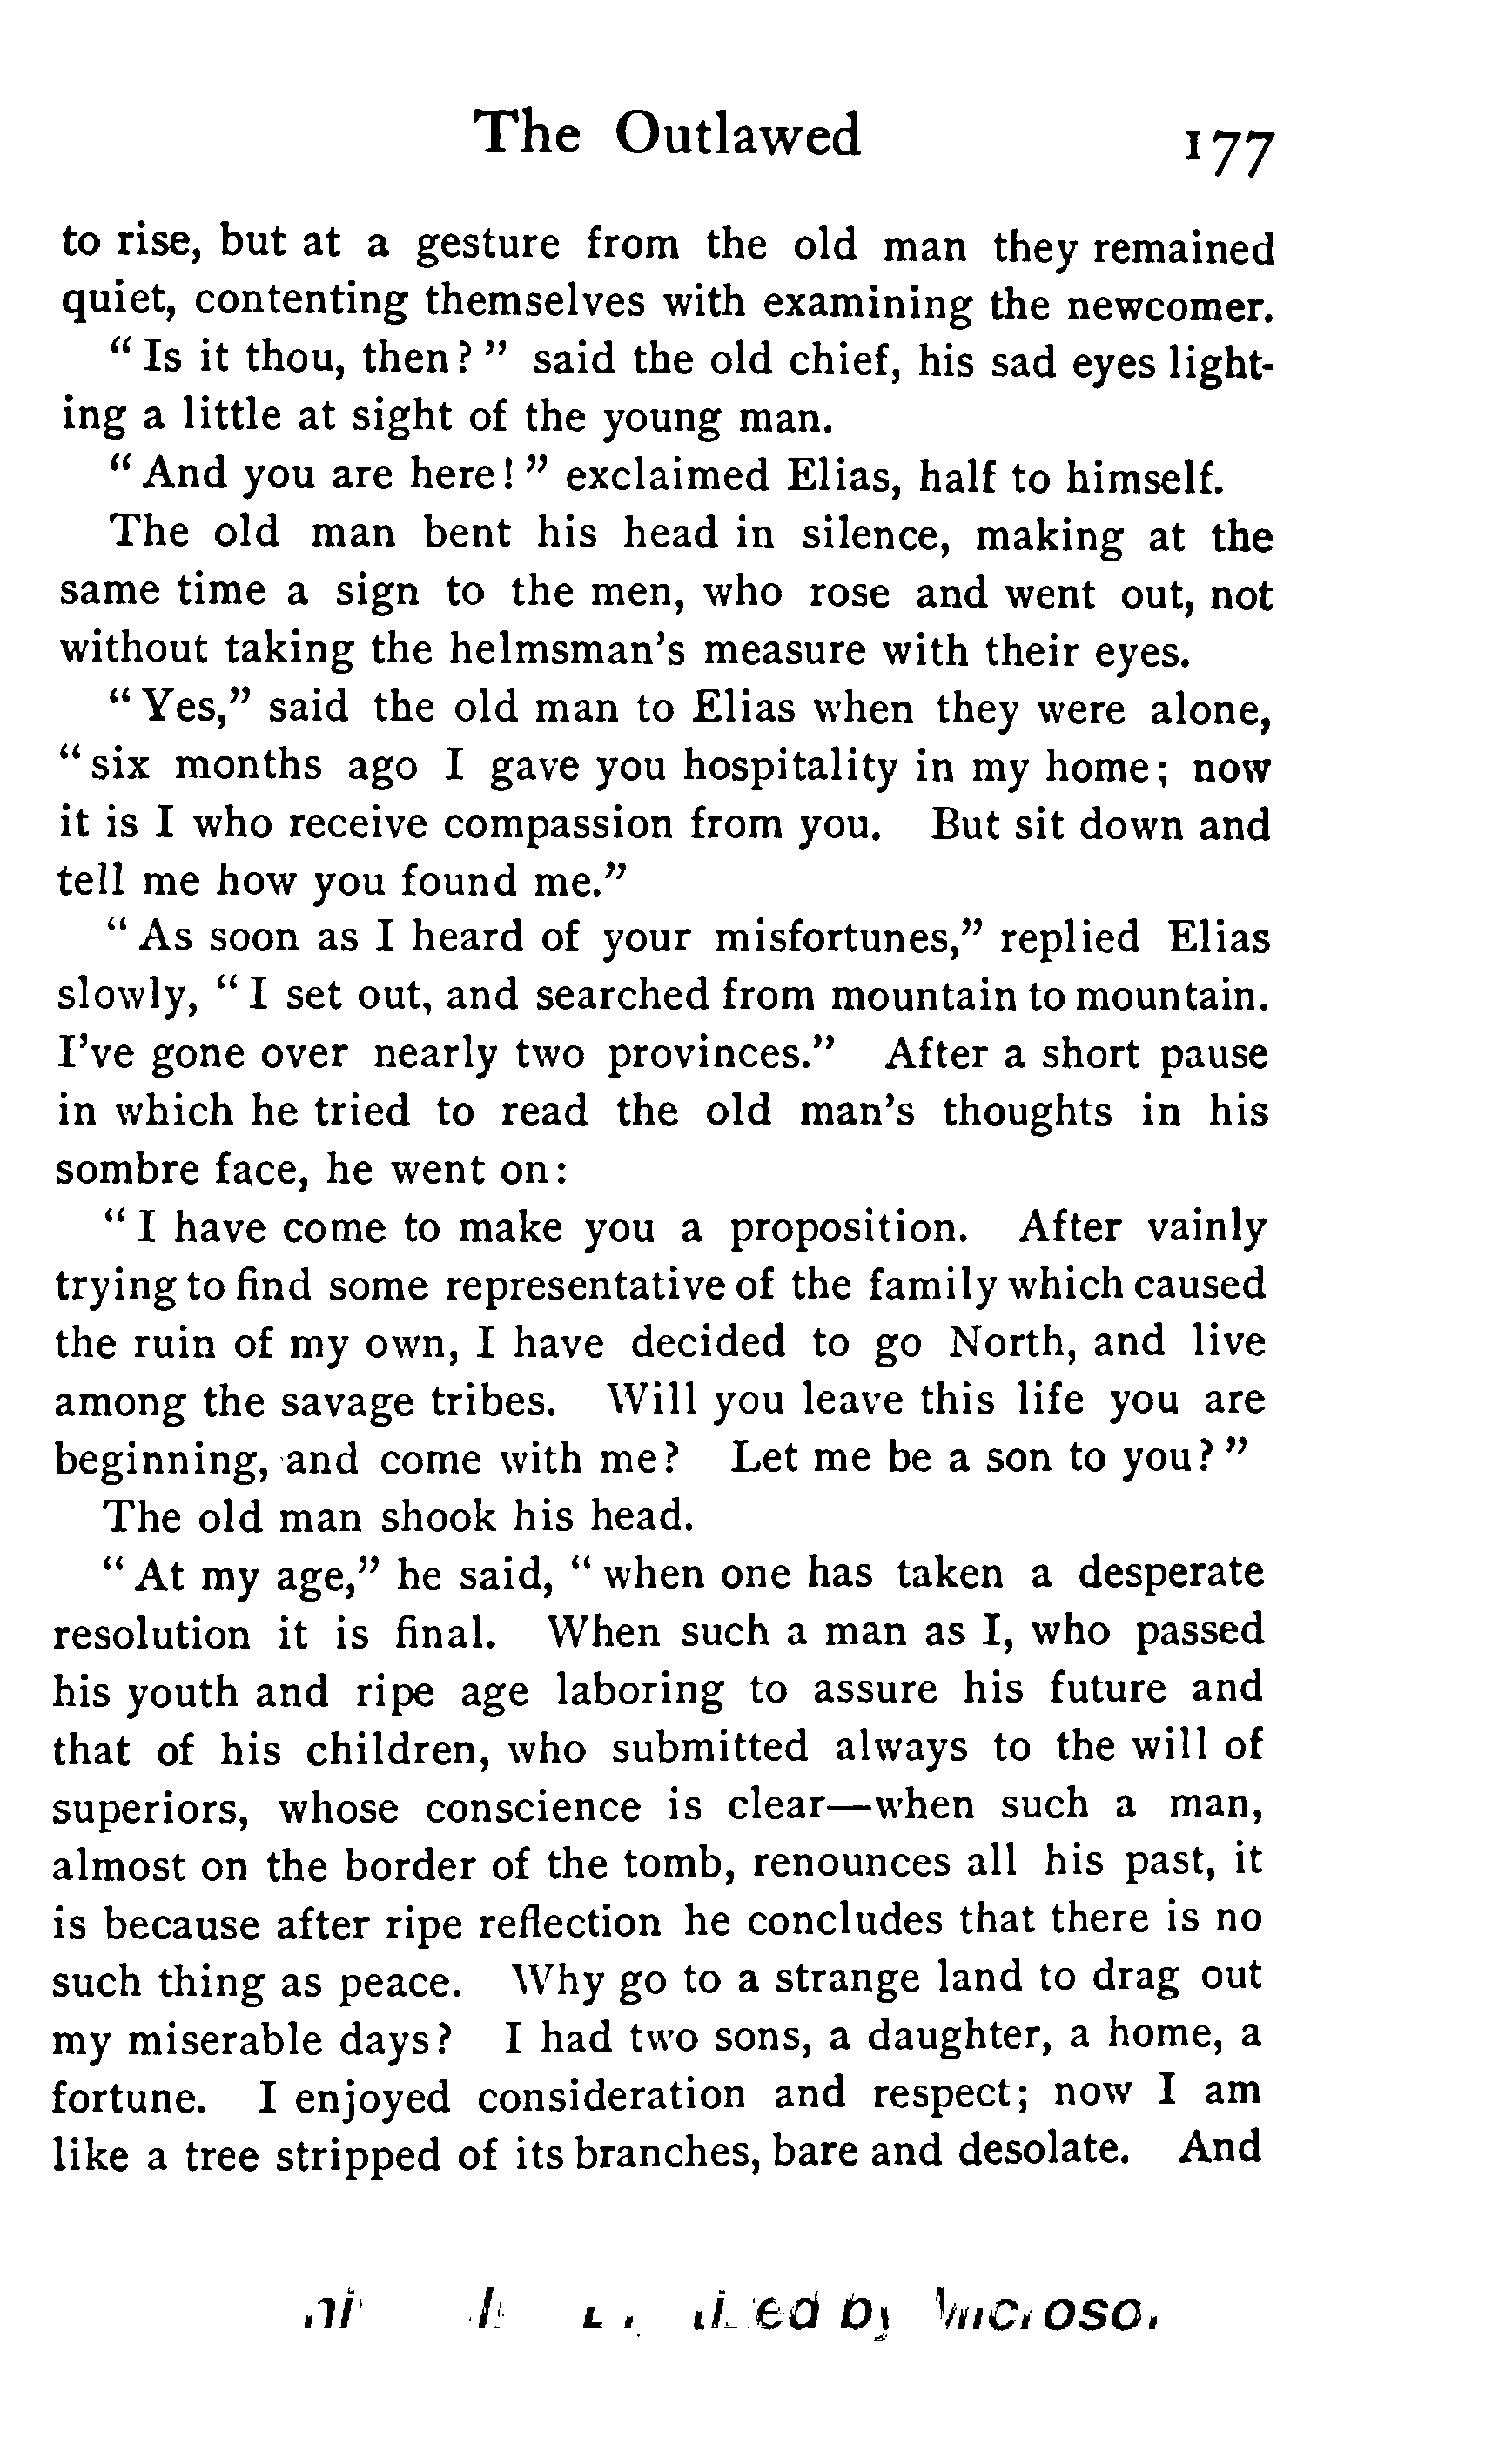 The Outlawed 177
to rise, but at a gesture from the old man they remained
quiet, contenting themselves with examining the newcomer.
"Is it thou, then?" said the old chief, his sad eyes light-
ing a little at sight of the young man.
"And you are here!" exclaimed Elias, half to himself.
The old man bent his head in silence, making at the
same time a sign to the men, who rose and went out, not
without taking the helmsman's measure with their eyes.
"Yes," said the old man to Elias when they were alone,
"six months ago I gave you hospitality in my home; now
it is I who receive compassion from you. But sit down and
tell me how you found me."
"As soon as I heard of your misfortunes," replied Elias
slowly, "I set out, and searched from mountain to mountain.
I've gone over nearly two provinces." After a short pause
in which he tried to read the old man's thoughts in his
sombre face, he went on:
"I have come to make you a proposition. After vainly
trying to find some representative of the family which caused
the ruin of my own, I have decided to go North, and live
among the savage tribes. Will you leave this life you are
beginning, and come with me? Let me be a son to you?"
The old man shook his head.
"At my age," he said, "when one has taken a desperate
resolution it is final. When such a man as I, who passed
his youth and ripe age laboring to assure his future and
that of his children, who submitted always to the will of
superiors, whose conscience is clear—when such a man,
almost on the border of the tomb, renounces all his past, it
is because after ripe reflection he concludes that there is no
such thing as peace. Why go to a strange land to drag out
my miserable days? I had two sons, a daughter, a home, a
fortune. I enjoyed consideration and respect; now I am
like a tree stripped of its branches, bare and desolate. And